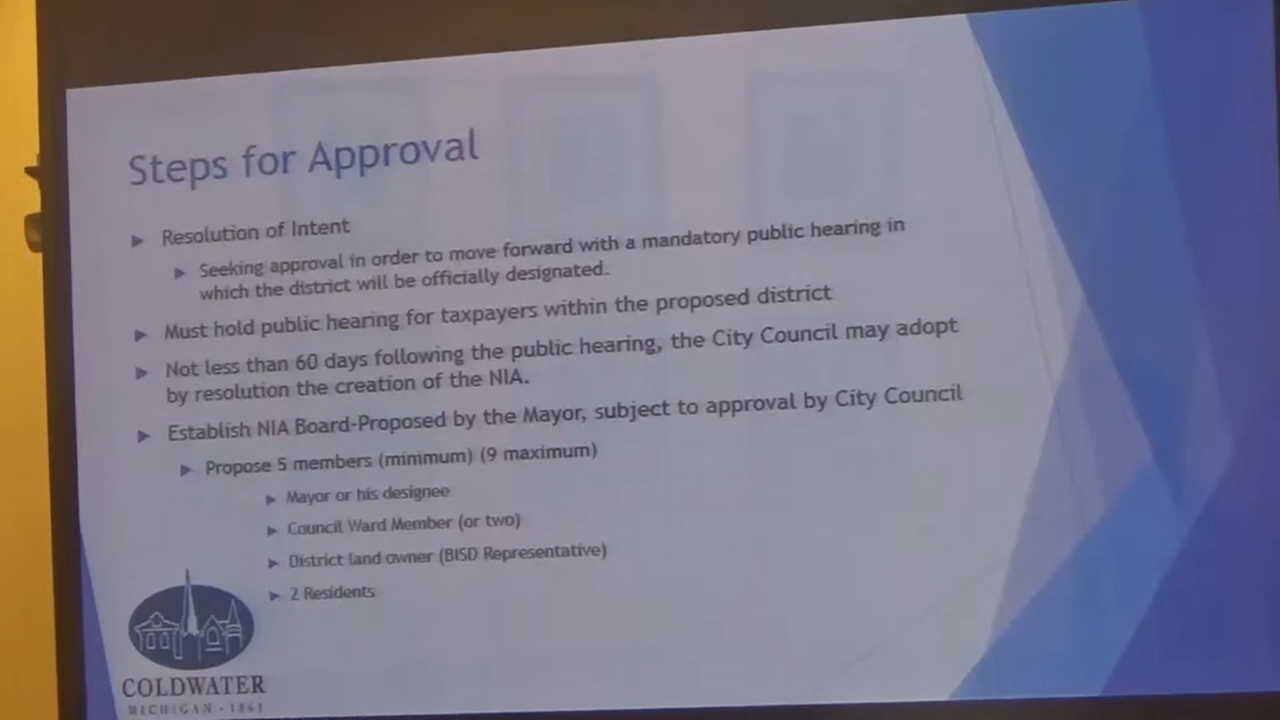 Steps for Approval
Resolution of Intent
Seeking approval in order to move forward with a mandatory public hearing in
which the district will be officially designated.
Must hold public hearing for taxpayers within the proposed district
Not less than 60 days following the public hearing, the City Council may adopt
by resolution the creation of the NIA.
Establish NIA Board-Proposed by the Mayor, subject to approval by City Council
Propose 5 members (minimum) (9 maximum)
Mayor or his designee
Council Ward Member (or two)
District land owner (BISD Representative)
2 Residents
COLDWATER
MICHIGAN · 1861